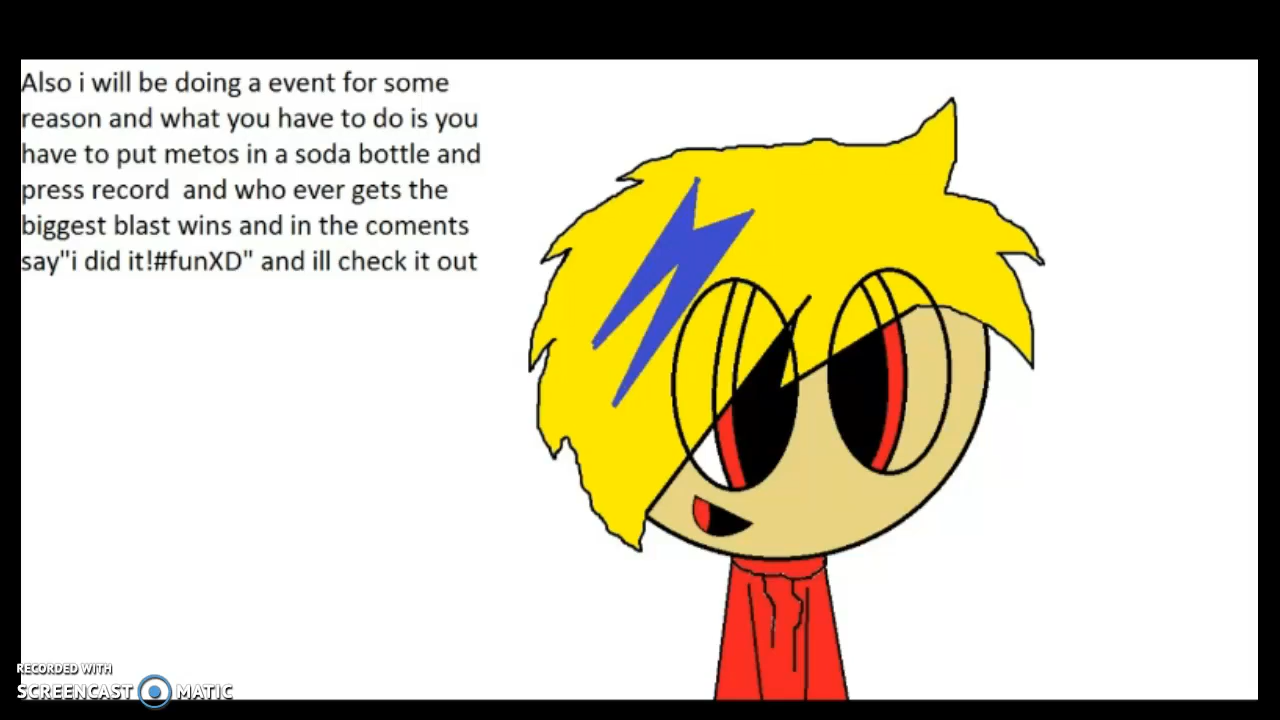 Also i will be doing a event for some
reason and what you have to do is you
have to put metos in a soda bottle and
press record  and who ever gets the
biggest blast wins and in the coments
say"i did it!#funXD" and ill check it out
RECORDED WITH
SCREENCAST MATIC